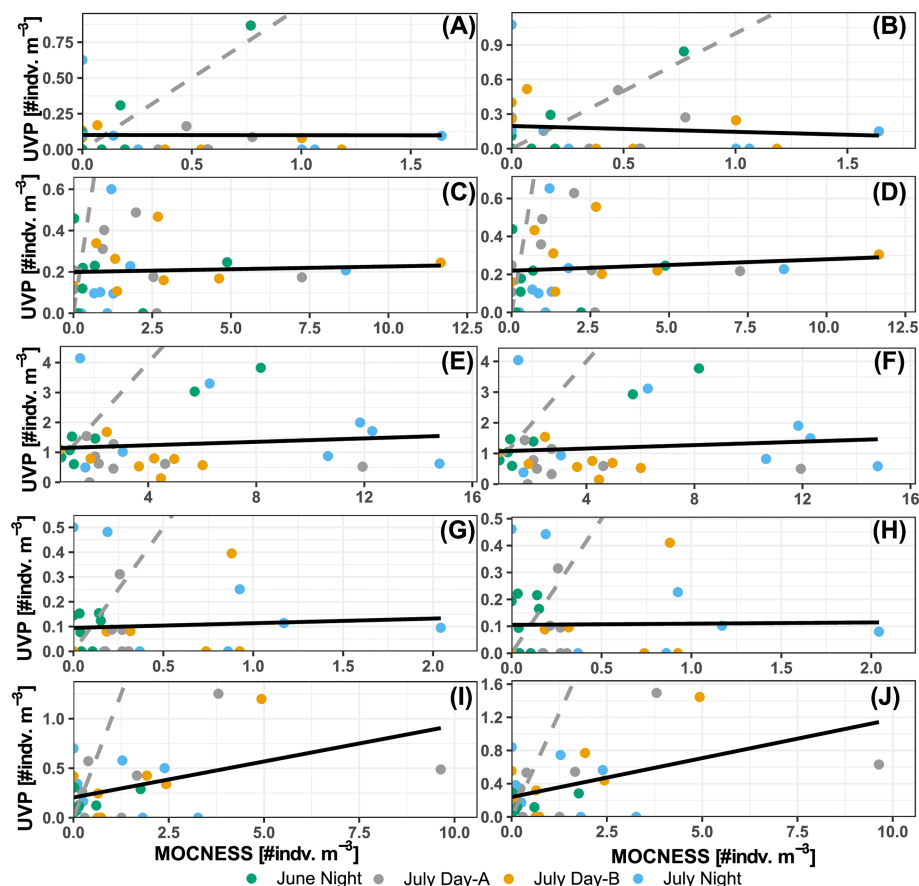 (A) (B)
UVP [#indv. m⁻³] 0.75 0.50 0.25 0.0
0.9 0.6 0.3 0.0
0.0 0.5 1.0 1.5
0.0 0.5 1.0 1.5
(C) (D)
UVP [#indv. m⁻³] 0.6 0.4 0.2 0.0
0.6 0.4 0.2 0.0
0.0 2.5 5.0 7.5 10.0 12.5
0.0 2.5 5.0 7.5 10.0 12.5
(E) (F)
UVP [#indv. m⁻³] 4 3 2 1 0
4 3 2 1 0
4 8 12 16
4 8 12 16
(G) (H)
UVP [#indv. m⁻³] 0.5 0.4 0.3 0.2 0.1 0.0
0.5 0.4 0.3 0.2 0.1 0.0
0.0 0.5 1.0 1.5 2.0
0.0 0.5 1.0 1.5 2.0
(I) (J)
UVP [#indv. m⁻³] 1.0 0.5 0.0
1.6 1.2 0.8 0.4 0.0
0.0 2.5 5.0 7.5 10.0
0.0 2.5 5.0 7.5 10.0
MOCNESS [#indv. m⁻³] MOCNESS [#indv. m⁻³]
June Night July Day-A July Day-B July Night